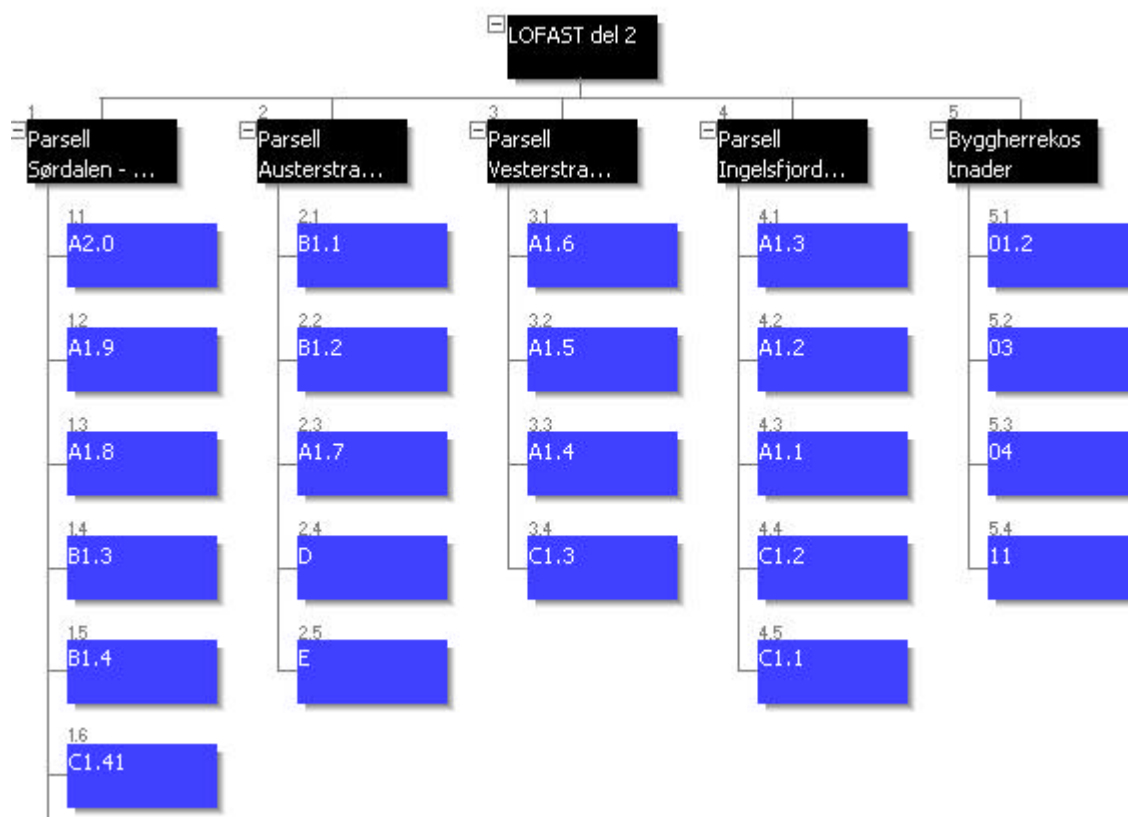 LOFAST del 2
1
Parsell
Sørdalen - ...
2
Parsell
Austerstra...
3
Parsell
Vesterstra...
4
Parsell
Ingelsfjord...
5
Byggherrekos
tnader
1.1
A2.0
2.1
B1.1
3.1
A1.6
4.1
A1.3
5.1
01.2
1.2
A1.9
2.2
B1.2
3.2
A1.5
4.2
A1.2
5.2
03
1.3
A1.8
2.3
A1.7
3.3
A1.4
4.3
A1.1
5.3
04
1.4
B1.3
2.4
D
3.4
C1.3
4.4
C1.2
5.4
11
1.5
B1.4
2.5
E
4.5
C1.1
1.6
C1.41